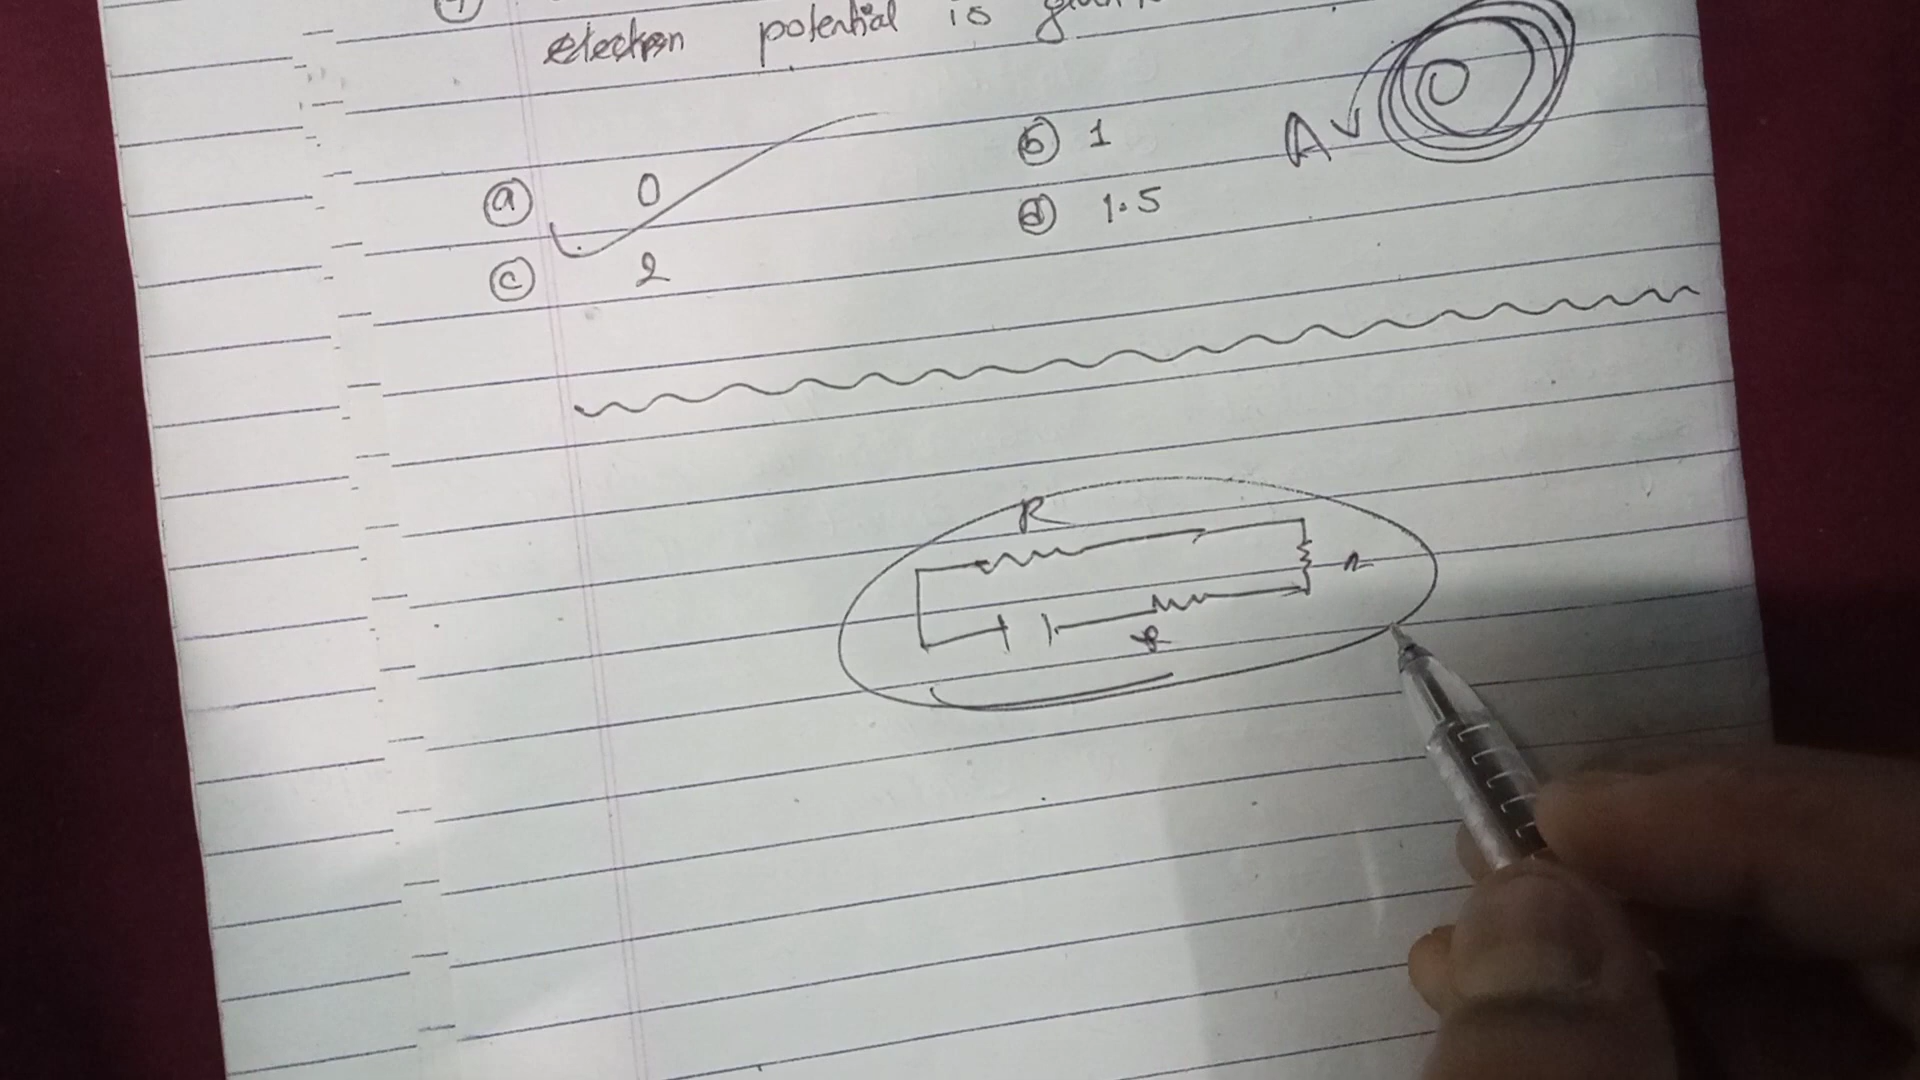 electron potential is
(a) 0 (b) 1
(c) 2 (d) 1.5
A
R
r
R